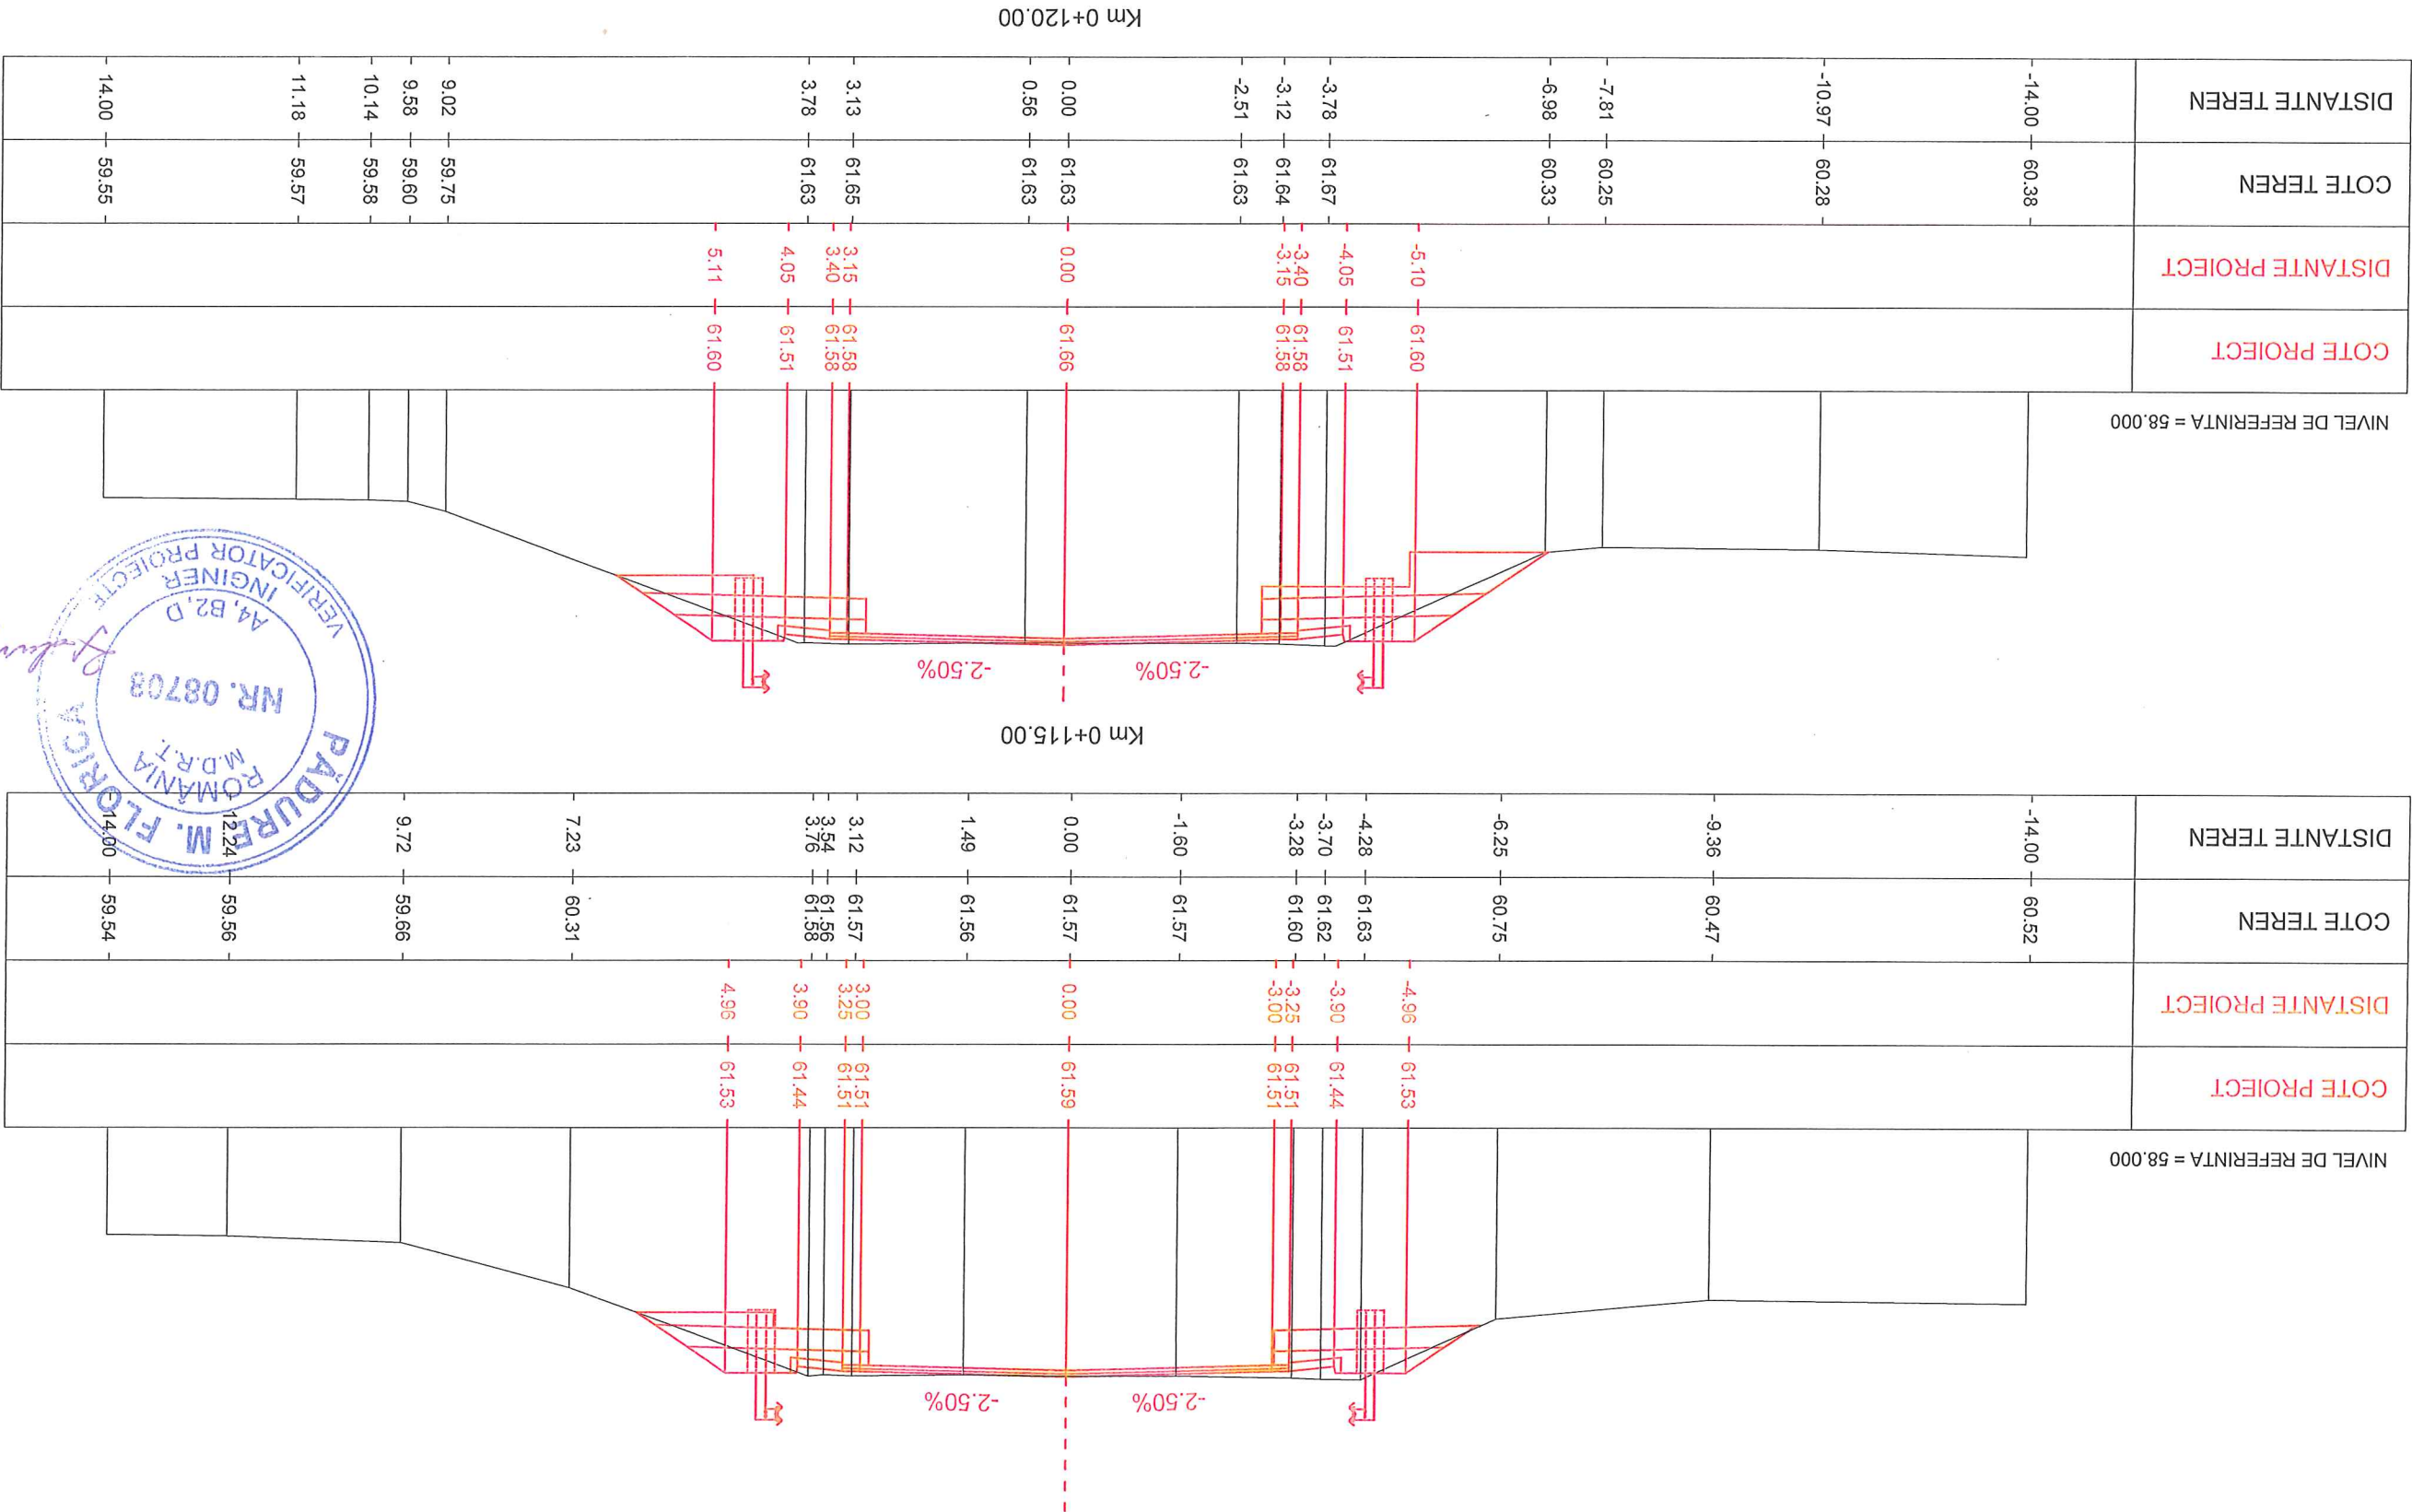 -2.50% -2.50%
NIVEL DE REFERINTA = 58.000
COTE PROIECT 61.53 61.44 61.51 61.51 61.59 61.51 61.51 61.44 61.53
DISTANTE PROIECT -4.96 -3.90 -3.25 -3.00 0.00 3.00 3.25 3.90 4.96
COTE TEREN 60.52 60.47 60.75 61.63 61.62 61.60 61.57 61.57 61.56 61.57 61.56 61.58 60.31 59.66 59.56 59.54
DISTANTE TEREN -14.00 -9.36 -6.25 -4.28 -3.70 -3.28 -1.60 0.00 1.49 3.12 3.54 3.76 7.23 9.72 12.24 14.00
Km 0+115.00
PĂDURE M. FLORICA
ROMÂNIA
M.D.R.T.
NR. 08708
A4, B2, D
INGINER
VERIFICATOR PROIECTE
-2.50% -2.50%
NIVEL DE REFERINTA = 58.000
COTE PROIECT 61.60 61.51 61.58 61.58 61.66 61.58 61.58 61.51 61.60
DISTANTE PROIECT -5.10 -4.05 -3.40 -3.15 0.00 3.15 3.40 4.05 5.11
COTE TEREN 60.38 60.28 60.25 60.33 61.67 61.64 61.63 61.63 61.63 61.65 61.63 59.75 59.60 59.58 59.57 59.55
DISTANTE TEREN -14.00 -10.97 -7.81 -6.98 -3.78 -3.12 -2.51 0.00 0.56 3.13 3.78 9.02 9.58 10.14 11.18 14.00
Km 0+120.00